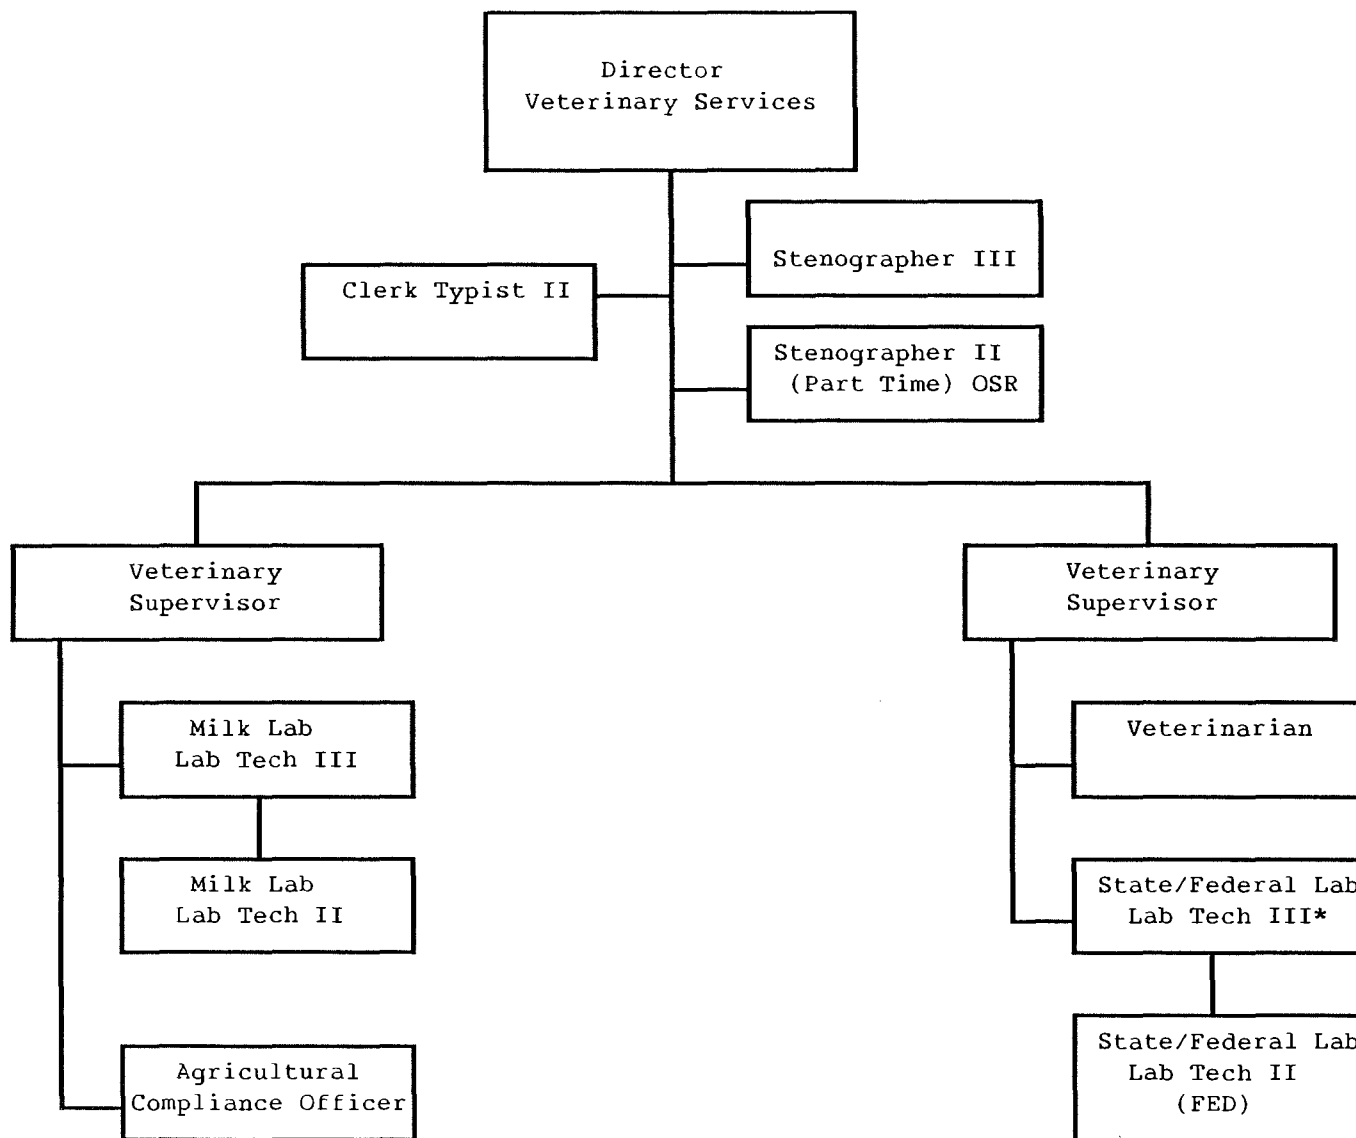 Director
Veterinary Services
Stenographer III
Clerk Typist II
Stenographer II
(Part Time) OSR
Veterinary
Supervisor
Veterinary
Supervisor
Milk Lab
Lab Tech III
Veterinarian
Milk Lab
Lab Tech II
State/Federal Lab
Lab Tech III*
Agricultural
Compliance Officer
State/Federal Lab
Lab Tech II
(FED)